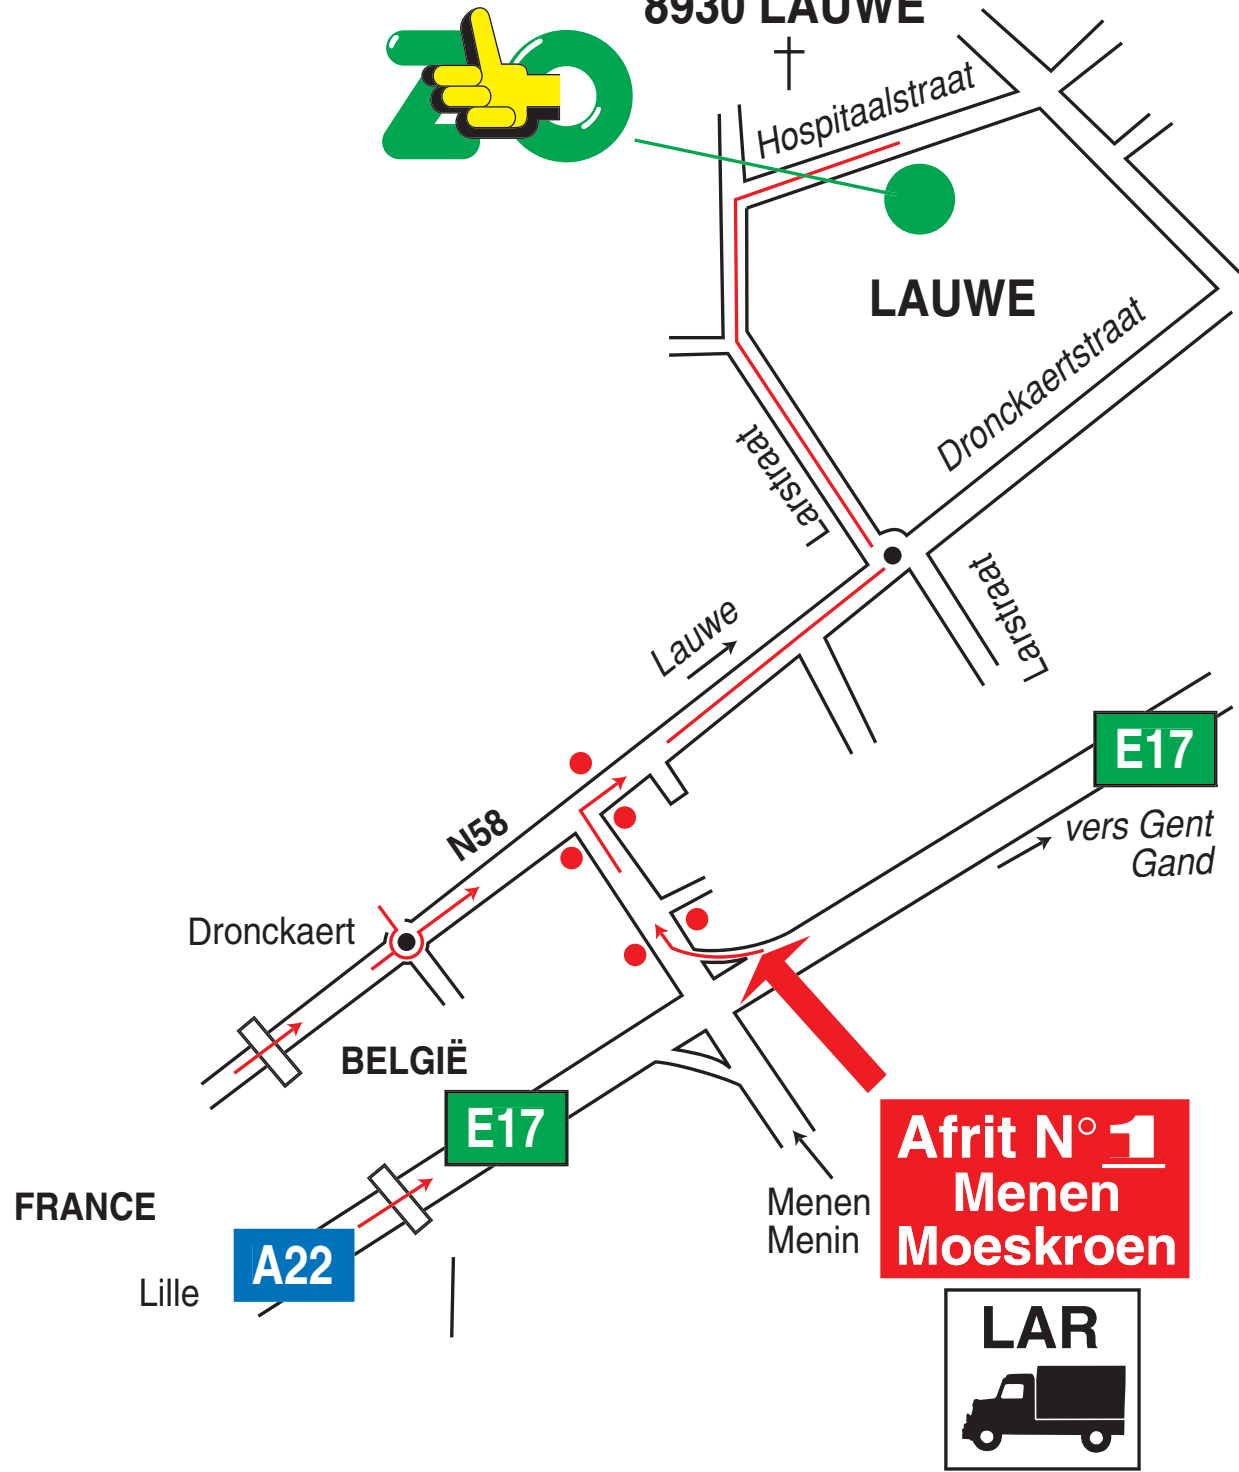 8930 LAUWE
ZO
Hospitaalstraat
LAUWE
Dronckaertstraat
Larstraat
Larstraat
Lauwe
E17
vers Gent
Gand
N58
Dronckaert
BELGIË
E17
FRANCE
A22
Lille
Menen
Menin
Afrit N° 1
Menen
Moeskroen
LAR